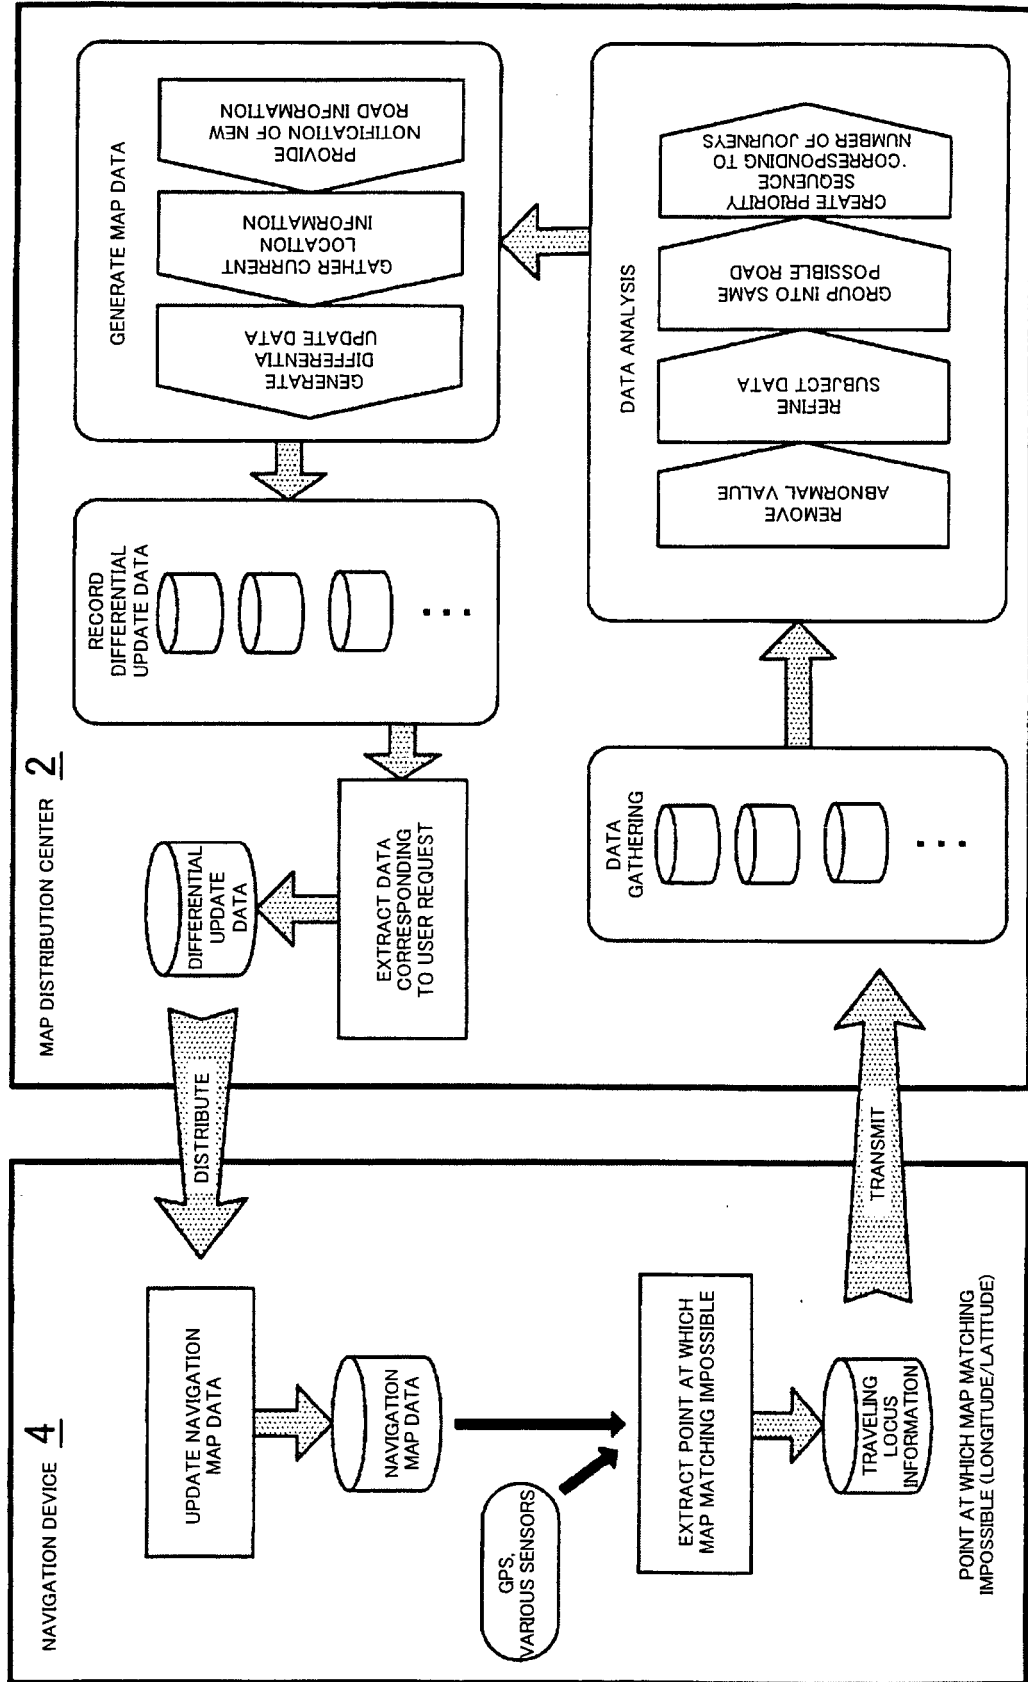 NAVIGATION DEVICE 4
UPDATE NAVIGATION
MAP DATA
NAVIGATION
MAP DATA
GPS,
VARIOUS SENSORS
EXTRACT POINT AT WHICH
MAP MATCHING IMPOSSIBLE
TRAVELING
LOCUS
INFORMATION
POINT AT WHICH MAP MATCHING
IMPOSSIBLE (LONGITUDE/LATITUDE)
DISTRIBUTE
TRANSMIT
MAP DISTRIBUTION CENTER 2
DIFFERENTIAL
UPDATE
DATA
EXTRACT DATA
CORRESPONDING
TO USER REQUEST
RECORD
DIFFERENTIAL
UPDATE DATA
. . .
GENERATE MAP DATA
GENERATE
DIFFERENTIA
UPDATE DATA
GATHER CURRENT
LOCATION
INFORMATION
PROVIDE
NOTIFICATION OF NEW
ROAD INFORMATION
DATA
GATHERING
. . .
DATA ANALYSIS
REMOVE
ABNORMAL VALUE
REFINE
SUBJECT DATA
GROUP INTO SAME
POSSIBLE ROAD
CREATE PRIORITY
SEQUENCE
'CORRESPONDING TO
NUMBER OF JOURNEYS